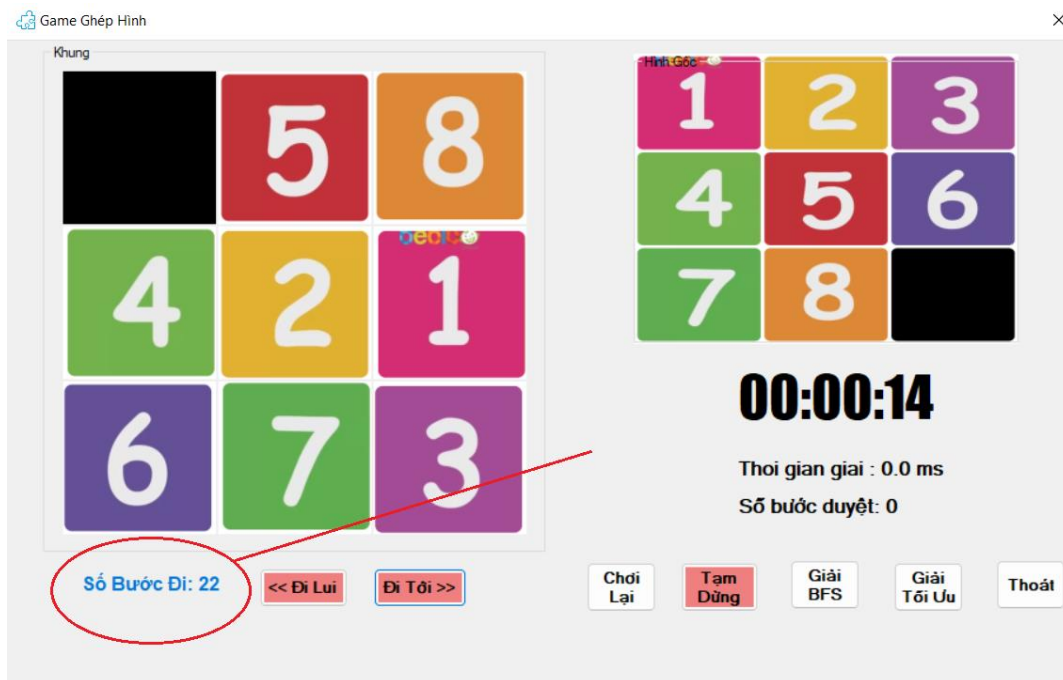 Game Ghép Hình
Khung
5 8
4 2 1
6 7 3
Hình Gốc
1 2 3
4 5 6
7 8
00:00:14
Thoi gian giai : 0.0 ms
Số bước duyệt: 0
Số Bước Đi: 22
<< Đi Lui
Đi Tới >>
Chơi
Lại
Tạm
Dừng
Giải
BFS
Giải
Tối Ưu
Thoát